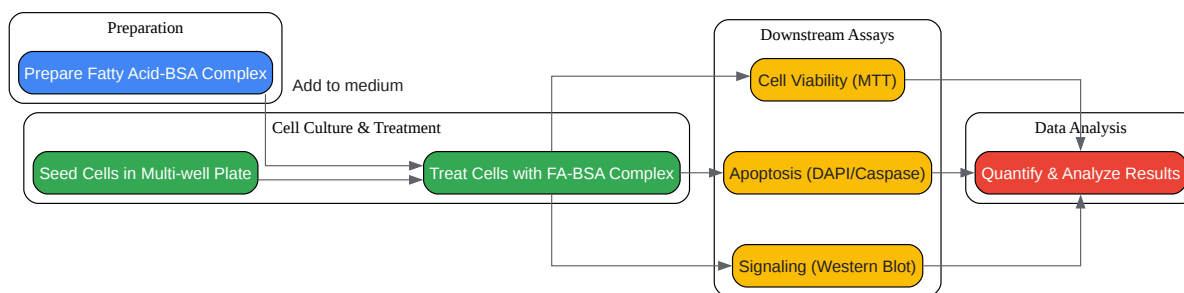 Preparation
Prepare Fatty Acid-BSA Complex
Add to medium
Cell Culture & Treatment
Seed Cells in Multi-well Plate
Treat Cells with FA-BSA Complex
Downstream Assays
Cell Viability (MTT)
Apoptosis (DAPI/Caspase)
Signaling (Western Blot)
Data Analysis
Quantify & Analyze Results